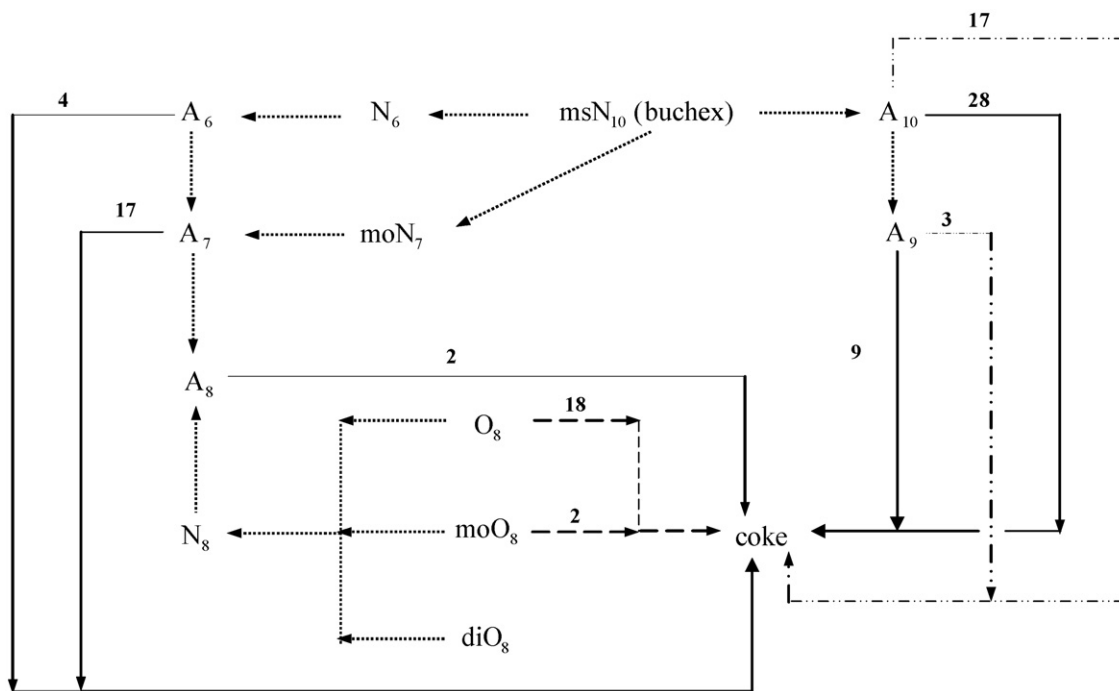 17
4 A₆ N₆ msN₁₀ (buchex) A₁₀ 28
17 A₇ moN₇ A₉ 3
2 9
A₈
18
O₈
2
N₈ moO₈ coke
diO₈